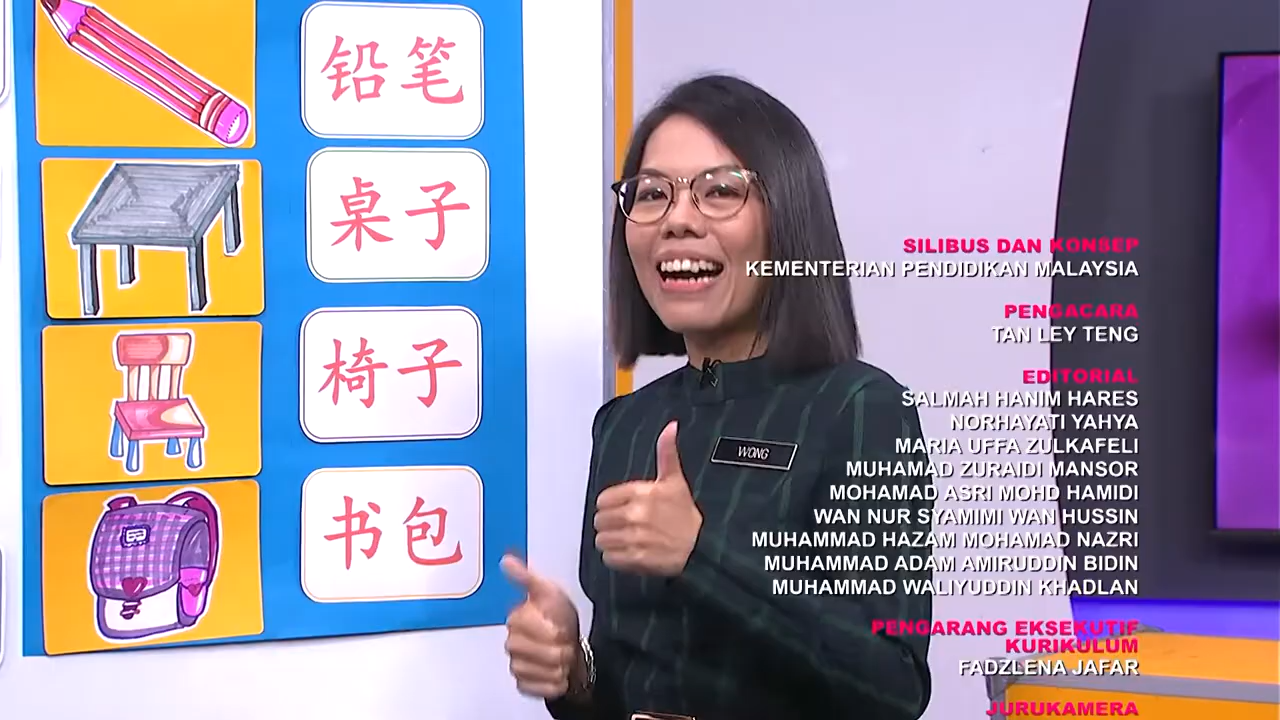 铅笔
桌子
椅子
书包
WONG
SILIBUS DAN KONSEP
KEMENTERIAN PENDIDIKAN MALAYSIA
PENGACARA
TAN LEY TENG
EDITORIAL
SALMAH HANIM HARES
NORHAYATI YAHYA
MARIA UFFA ZULKAFELI
MUHAMAD ZURAIDI MANSOR
MOHAMAD ASRI MOHD HAMIDI
WAN NUR SYAMIMI WAN HUSSIN
MUHAMMAD HAZAM MOHAMAD NAZRI
MUHAMMAD ADAM AMIRUDDIN BIDIN
MUHAMMAD WALIYUDDIN KHADLAN
PENGARANG EKSEKUTIF
KURIKULUM
FADZLENA JAFAR
JURUKAMERA